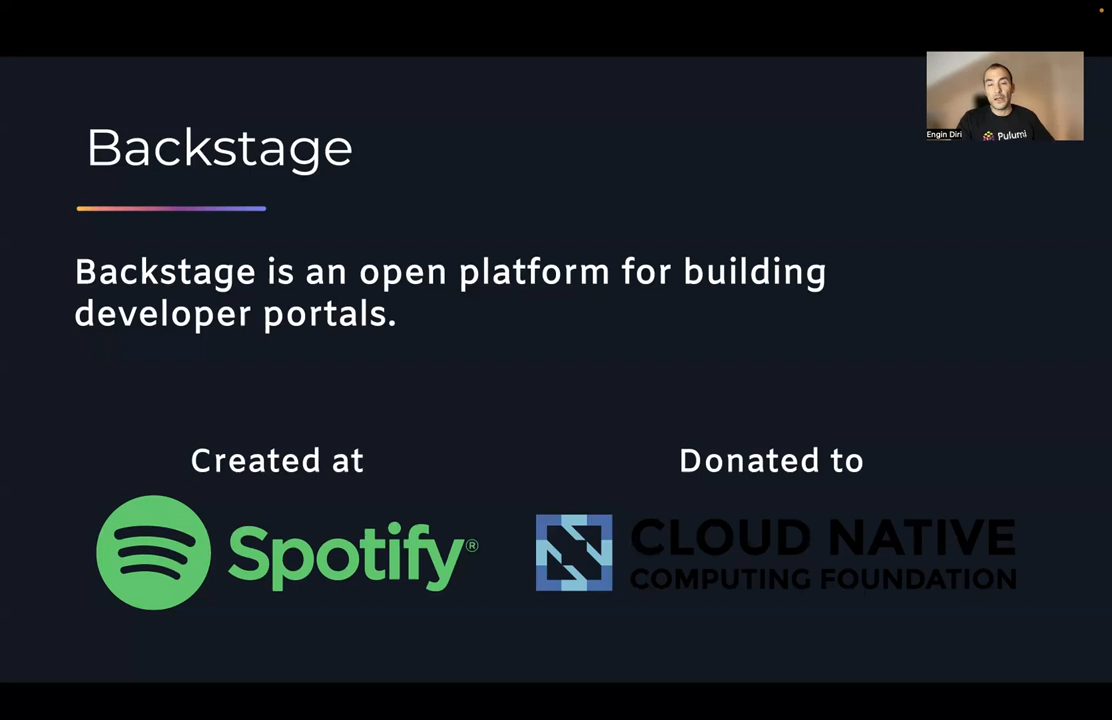 Backstage
Engin Diri
Pulumi
Backstage is an open platform for building
developer portals.
Created at
Donated to
Spotify®
CLOUD NATIVE
COMPUTING FOUNDATION